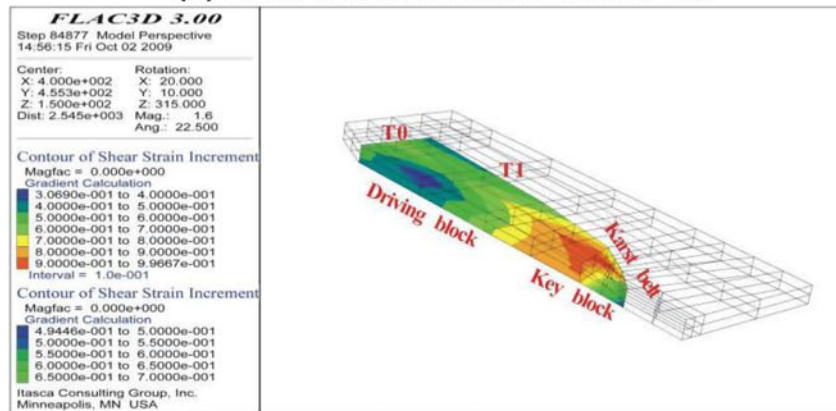 FLAC3D 3.00
Step 84877 Model Perspective
14:56:15 Fri Oct 02 2009
Center: Rotation:
X: 4.000e+002 X: 20.000
Y: 4.553e+002 Y: 10.000
Z: 1.500e+002 Z: 315.000
Dist: 2.545e+003 Mag.: 1.6
Ang.: 22.500
Contour of Shear Strain Increment
Magfac = 0.000e+000
Gradient Calculation
3.0690e-001 to 4.0000e-001
4.0000e-001 to 5.0000e-001
5.0000e-001 to 6.0000e-001
6.0000e-001 to 7.0000e-001
7.0000e-001 to 8.0000e-001
8.0000e-001 to 9.0000e-001
9.0000e-001 to 9.9667e-001
Interval = 1.0e-001
Contour of Shear Strain Increment
Magfac = 0.000e+000
Gradient Calculation
4.9446e-001 to 5.0000e-001
5.0000e-001 to 5.5000e-001
5.5000e-001 to 6.0000e-001
6.0000e-001 to 6.5000e-001
6.5000e-001 to 7.0000e-001
Itasca Consulting Group, Inc.
Minneapolis, MN USA
T0
T1
Driving block
Key block
Karst belt